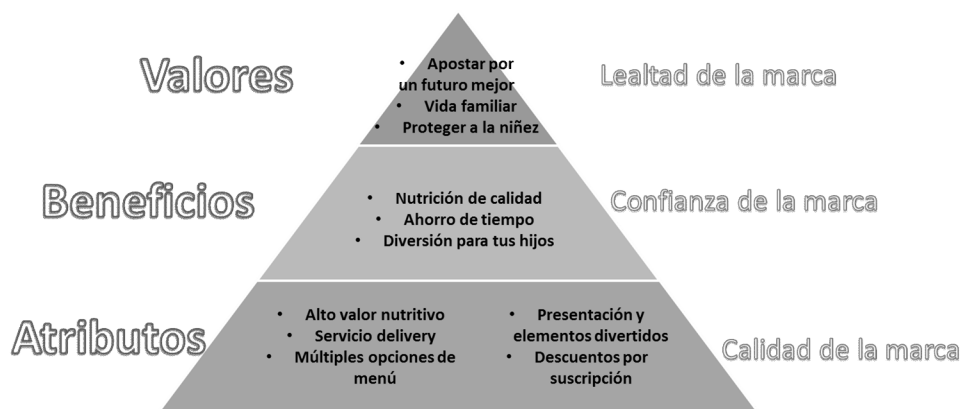 Valores
• Apostar por
un futuro mejor
• Vida familiar
• Proteger a la niñez
Lealtad de la marca
Beneficios
• Nutrición de calidad
• Ahorro de tiempo
• Diversión para tus hijos
Confianza de la marca
Atributos
• Alto valor nutritivo
• Servicio delivery
• Múltiples opciones de
menú
• Presentación y
elementos divertidos
• Descuentos por
suscripción
Calidad de la marca